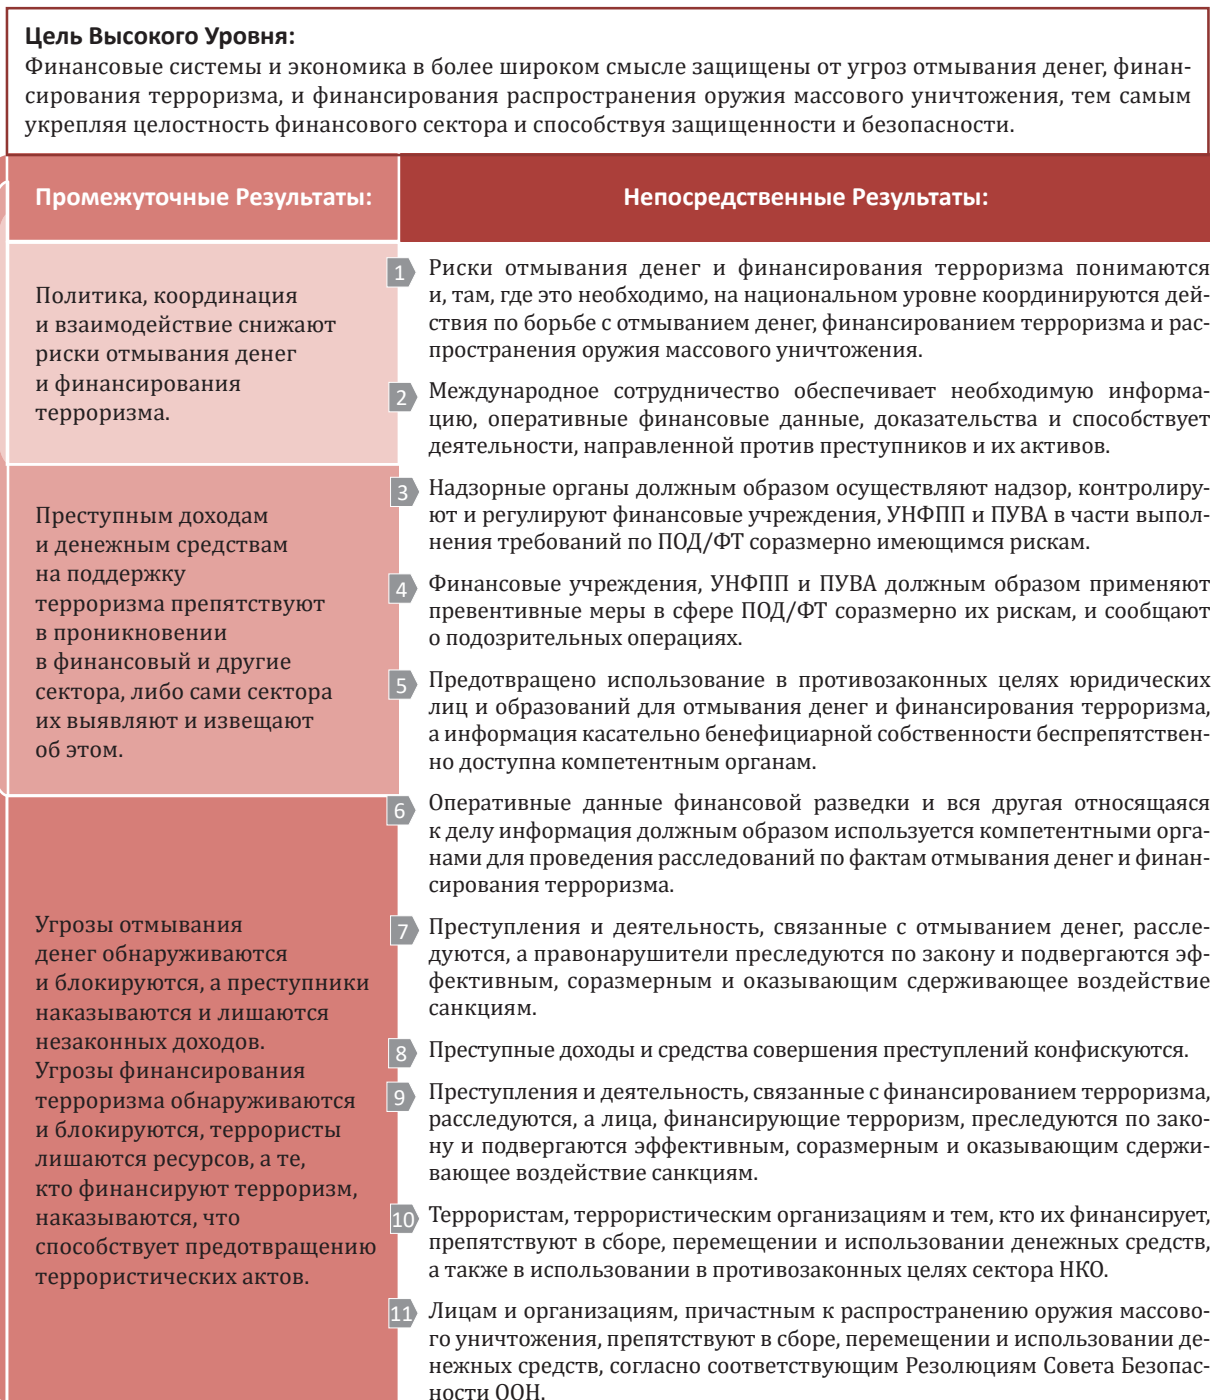 Цель Высокого Уровня:
Финансовые системы и экономика в более широком смысле защищены от угроз отмывания денег, финан-
сирования терроризма, и финансирования распространения оружия массового уничтожения, тем самым
укрепляя целостность финансового сектора и способствуя защищенности и безопасности.
Промежуточные Результаты:
Непосредственные Результаты:
Политика, координация
и взаимодействие снижают
риски отмывания денег
и финансирования
терроризма.
1 Риски отмывания денег и финансирования терроризма понимаются
и, там, где это необходимо, на национальном уровне координируются дей-
ствия по борьбе с отмыванием денег, финансированием терроризма и рас-
пространения оружия массового уничтожения.
2 Международное сотрудничество обеспечивает необходимую информа-
цию, оперативные финансовые данные, доказательства и способствует
деятельности, направленной против преступников и их активов.
Преступным доходам
и денежным средствам
на поддержку
терроризма препятствуют
в проникновении
в финансовый и другие
сектора, либо сами сектора
их выявляют и извещают
об этом.
3 Надзорные органы должным образом осуществляют надзор, контролиру-
ют и регулируют финансовые учреждения, УНФПП и ПУВА в части выпол-
нения требований по ПОД/ФТ соразмерно имеющимся рискам.
4 Финансовые учреждения, УНФПП и ПУВА должным образом применяют
превентивные меры в сфере ПОД/ФТ соразмерно их рискам, и сообщают
о подозрительных операциях.
5 Предотвращено использование в противозаконных целях юридических
лиц и образований для отмывания денег и финансирования терроризма,
а информация касательно бенефициарной собственности беспрепятствен-
но доступна компетентным органам.
Угрозы отмывания
денег обнаруживаются
и блокируются, а преступники
наказываются и лишаются
незаконных доходов.
Угрозы финансирования
терроризма обнаруживаются
и блокируются, террористы
лишаются ресурсов, а те,
кто финансируют терроризм,
наказываются, что
способствует предотвращению
террористических актов.
6 Оперативные данные финансовой разведки и вся другая относящаяся
к делу информация должным образом используется компетентными орга-
нами для проведения расследований по фактам отмывания денег и финан-
сирования терроризма.
7 Преступления и деятельность, связанные с отмыванием денег, рассле-
дуются, а правонарушители преследуются по закону и подвергаются эф-
фективным, соразмерным и оказывающим сдерживающее воздействие
санкциям.
8 Преступные доходы и средства совершения преступлений конфискуются.
9 Преступления и деятельность, связанные с финансированием терроризма,
расследуются, а лица, финансирующие терроризм, преследуются по зако-
ну и подвергаются эффективным, соразмерным и оказывающим сдержи-
вающее воздействие санкциям.
10 Террористам, террористическим организациям и тем, кто их финансирует,
препятствуют в сборе, перемещении и использовании денежных средств,
а также в использовании в противозаконных целях сектора НКО.
11 Лицам и организациям, причастным к распространению оружия массово-
го уничтожения, препятствуют в сборе, перемещении и использовании де-
нежных средств, согласно соответствующим Резолюциям Совета Безопас-
ности ООН.